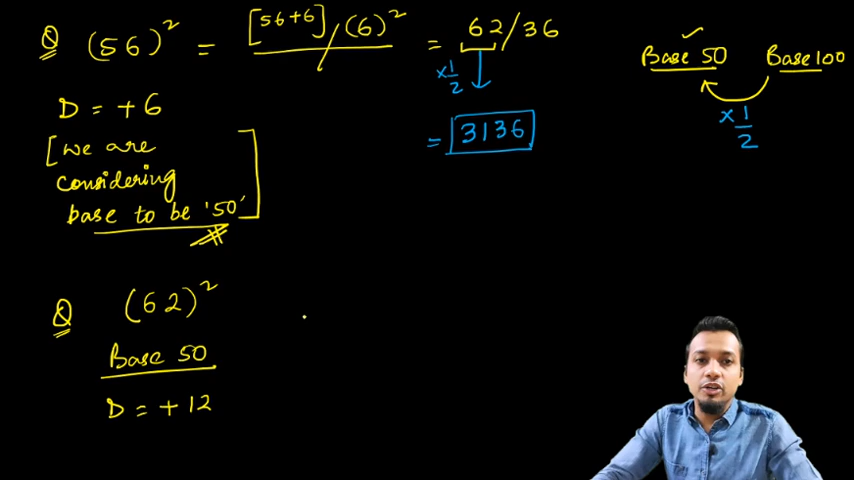 Q (56)² = [56+6]/(6)² = 62/36
×1/2
= 3136
D = +6
[we are
considering
base to be '50']
Base 50 Base 100
×1/2
Q (62)²
Base 50
D = +12